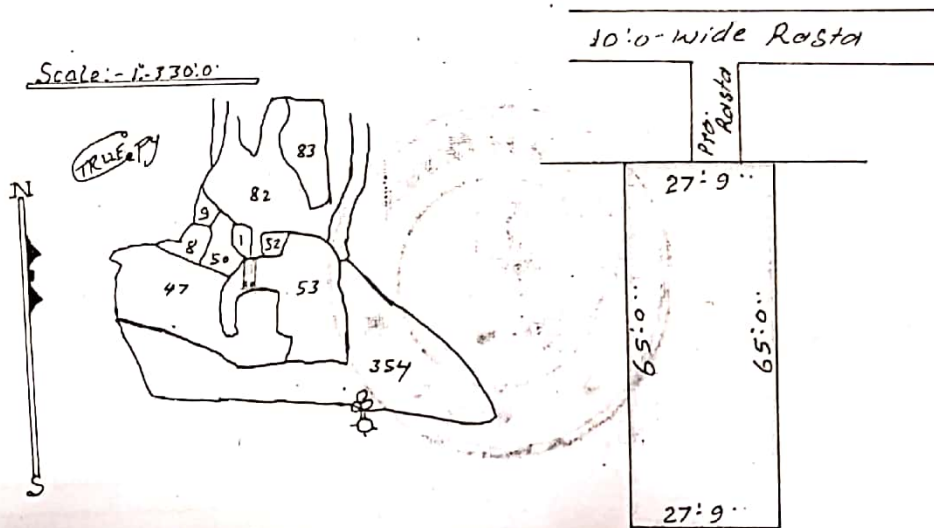 Scale:- 1"-330'.0"
TRUE COPY
N
S
83
82
9
8
50
1
52
47
53
354
10'.0-wide Rasta
Pro. Rasta
27'-9"
65'.0"
65'.0"
27'-9"